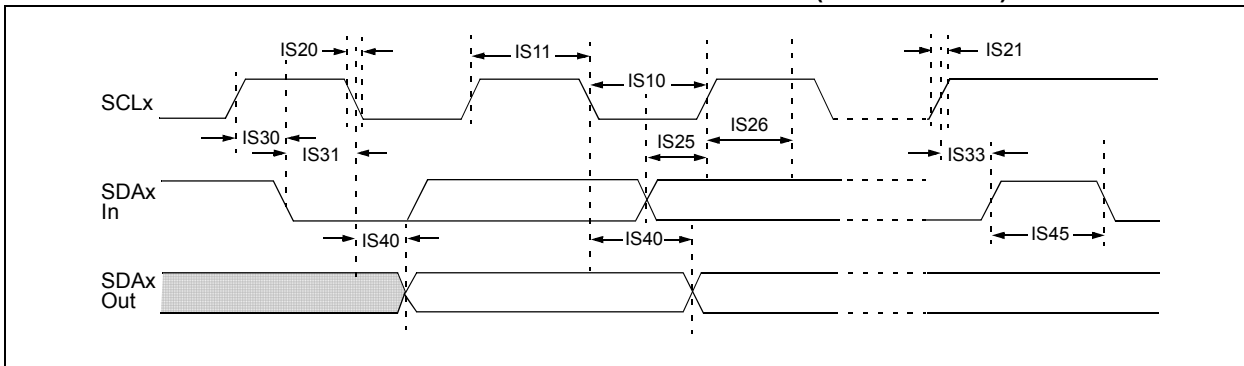 IS20
IS11
IS21
IS10
SCLx
IS26
IS30
IS25
IS31
IS33
SDAx
In
IS40
IS40
IS45
SDAx
Out